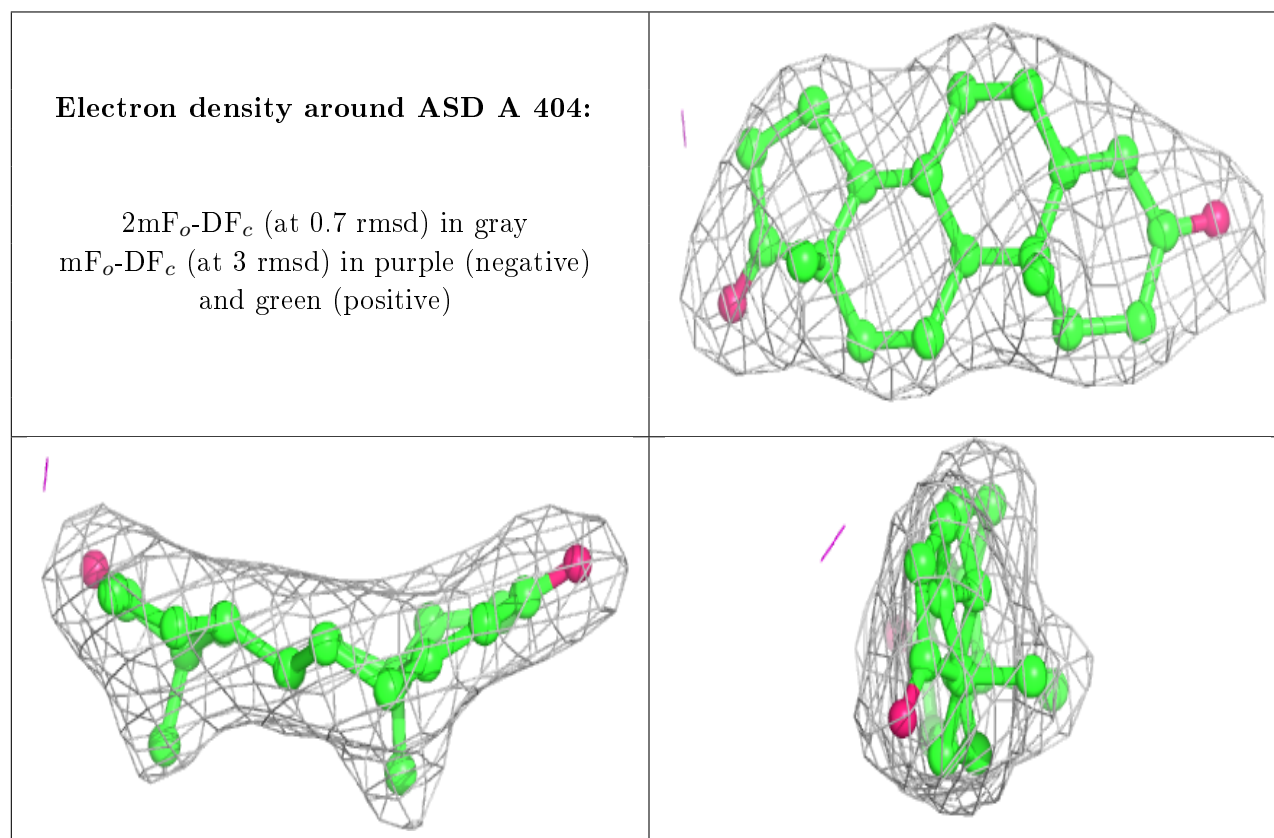 Electron density around ASD A 404:
2mFo-DFc (at 0.7 rmsd) in gray
mFo-DFc (at 3 rmsd) in purple (negative)
and green (positive)